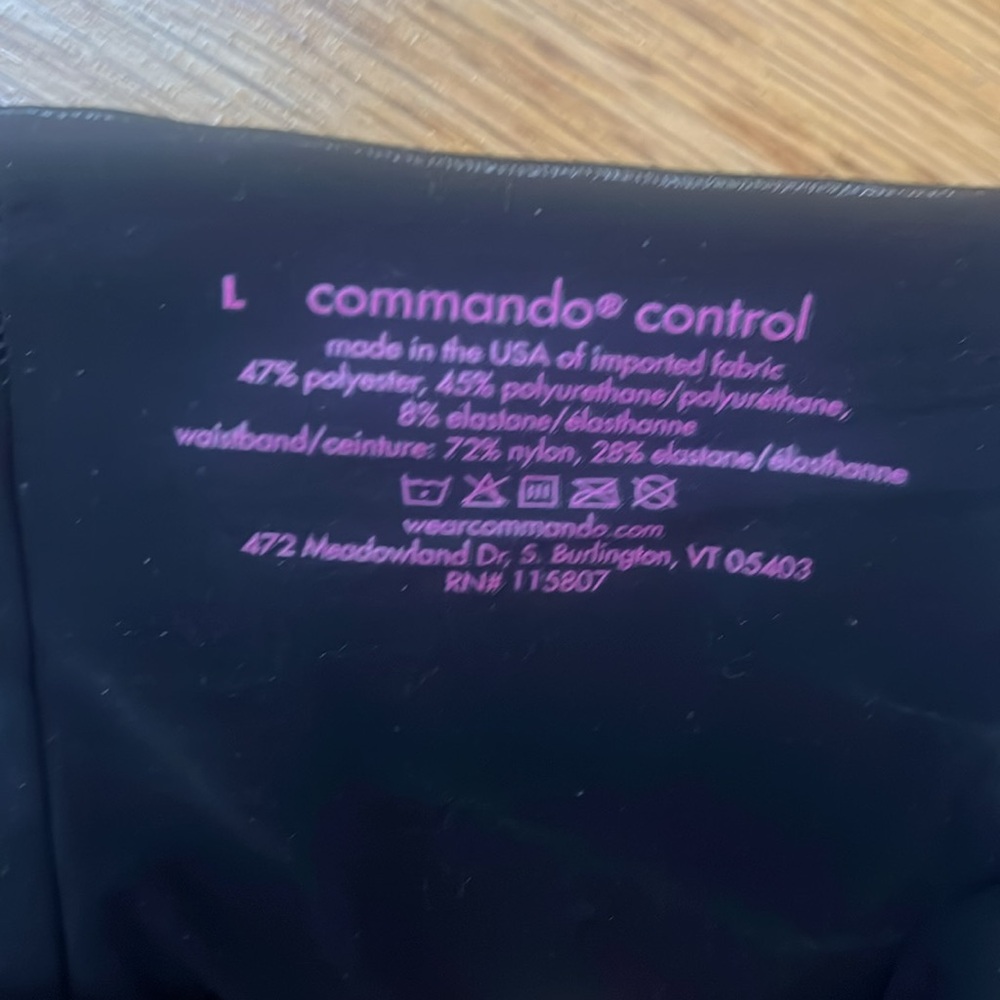 L commando® control
made in the USA of imported fabric
47% polyester, 45% polyurethane/polyuréthane,
8% elastane/élasthanne
waistband/ceinture: 72% nylon, 28% elastane/élasthanne
wearcommando.com
472 Meadowland Dr, S. Burlington, VT 05403
RN# 115807